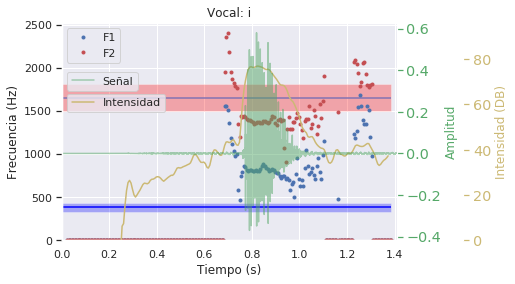 Vocal: i
F1
F2
Señal
Intensidad
Frecuencia (Hz)
2500
2000
1500
1000
500
0
0.0 0.2 0.4 0.6 0.8 1.0 1.2 1.4
Tiempo (s)
0.6
0.4
0.2
0.0
−0.2
−0.4
Amplitud
80
60
40
20
0
Intensidad (DB)